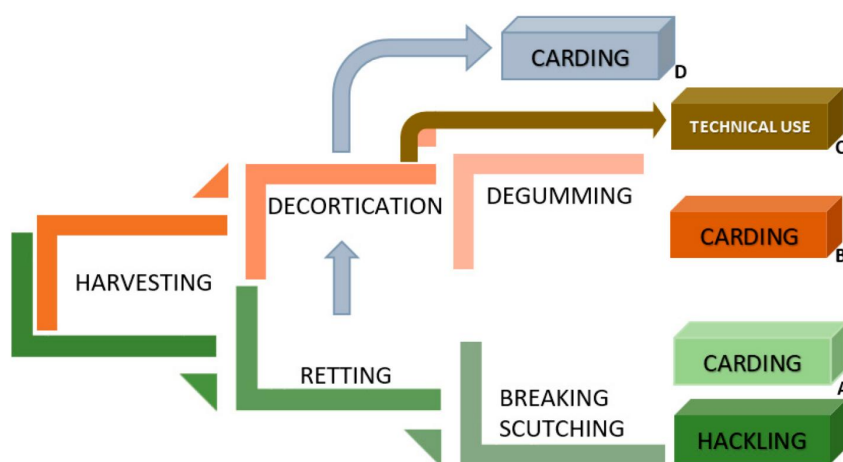 CARDING
D
TECHNICAL USE
C
DECORTICATION
DEGUMMING
CARDING
B
HARVESTING
CARDING
A
RETTING
BREAKING
SCUTCHING
HACKLING